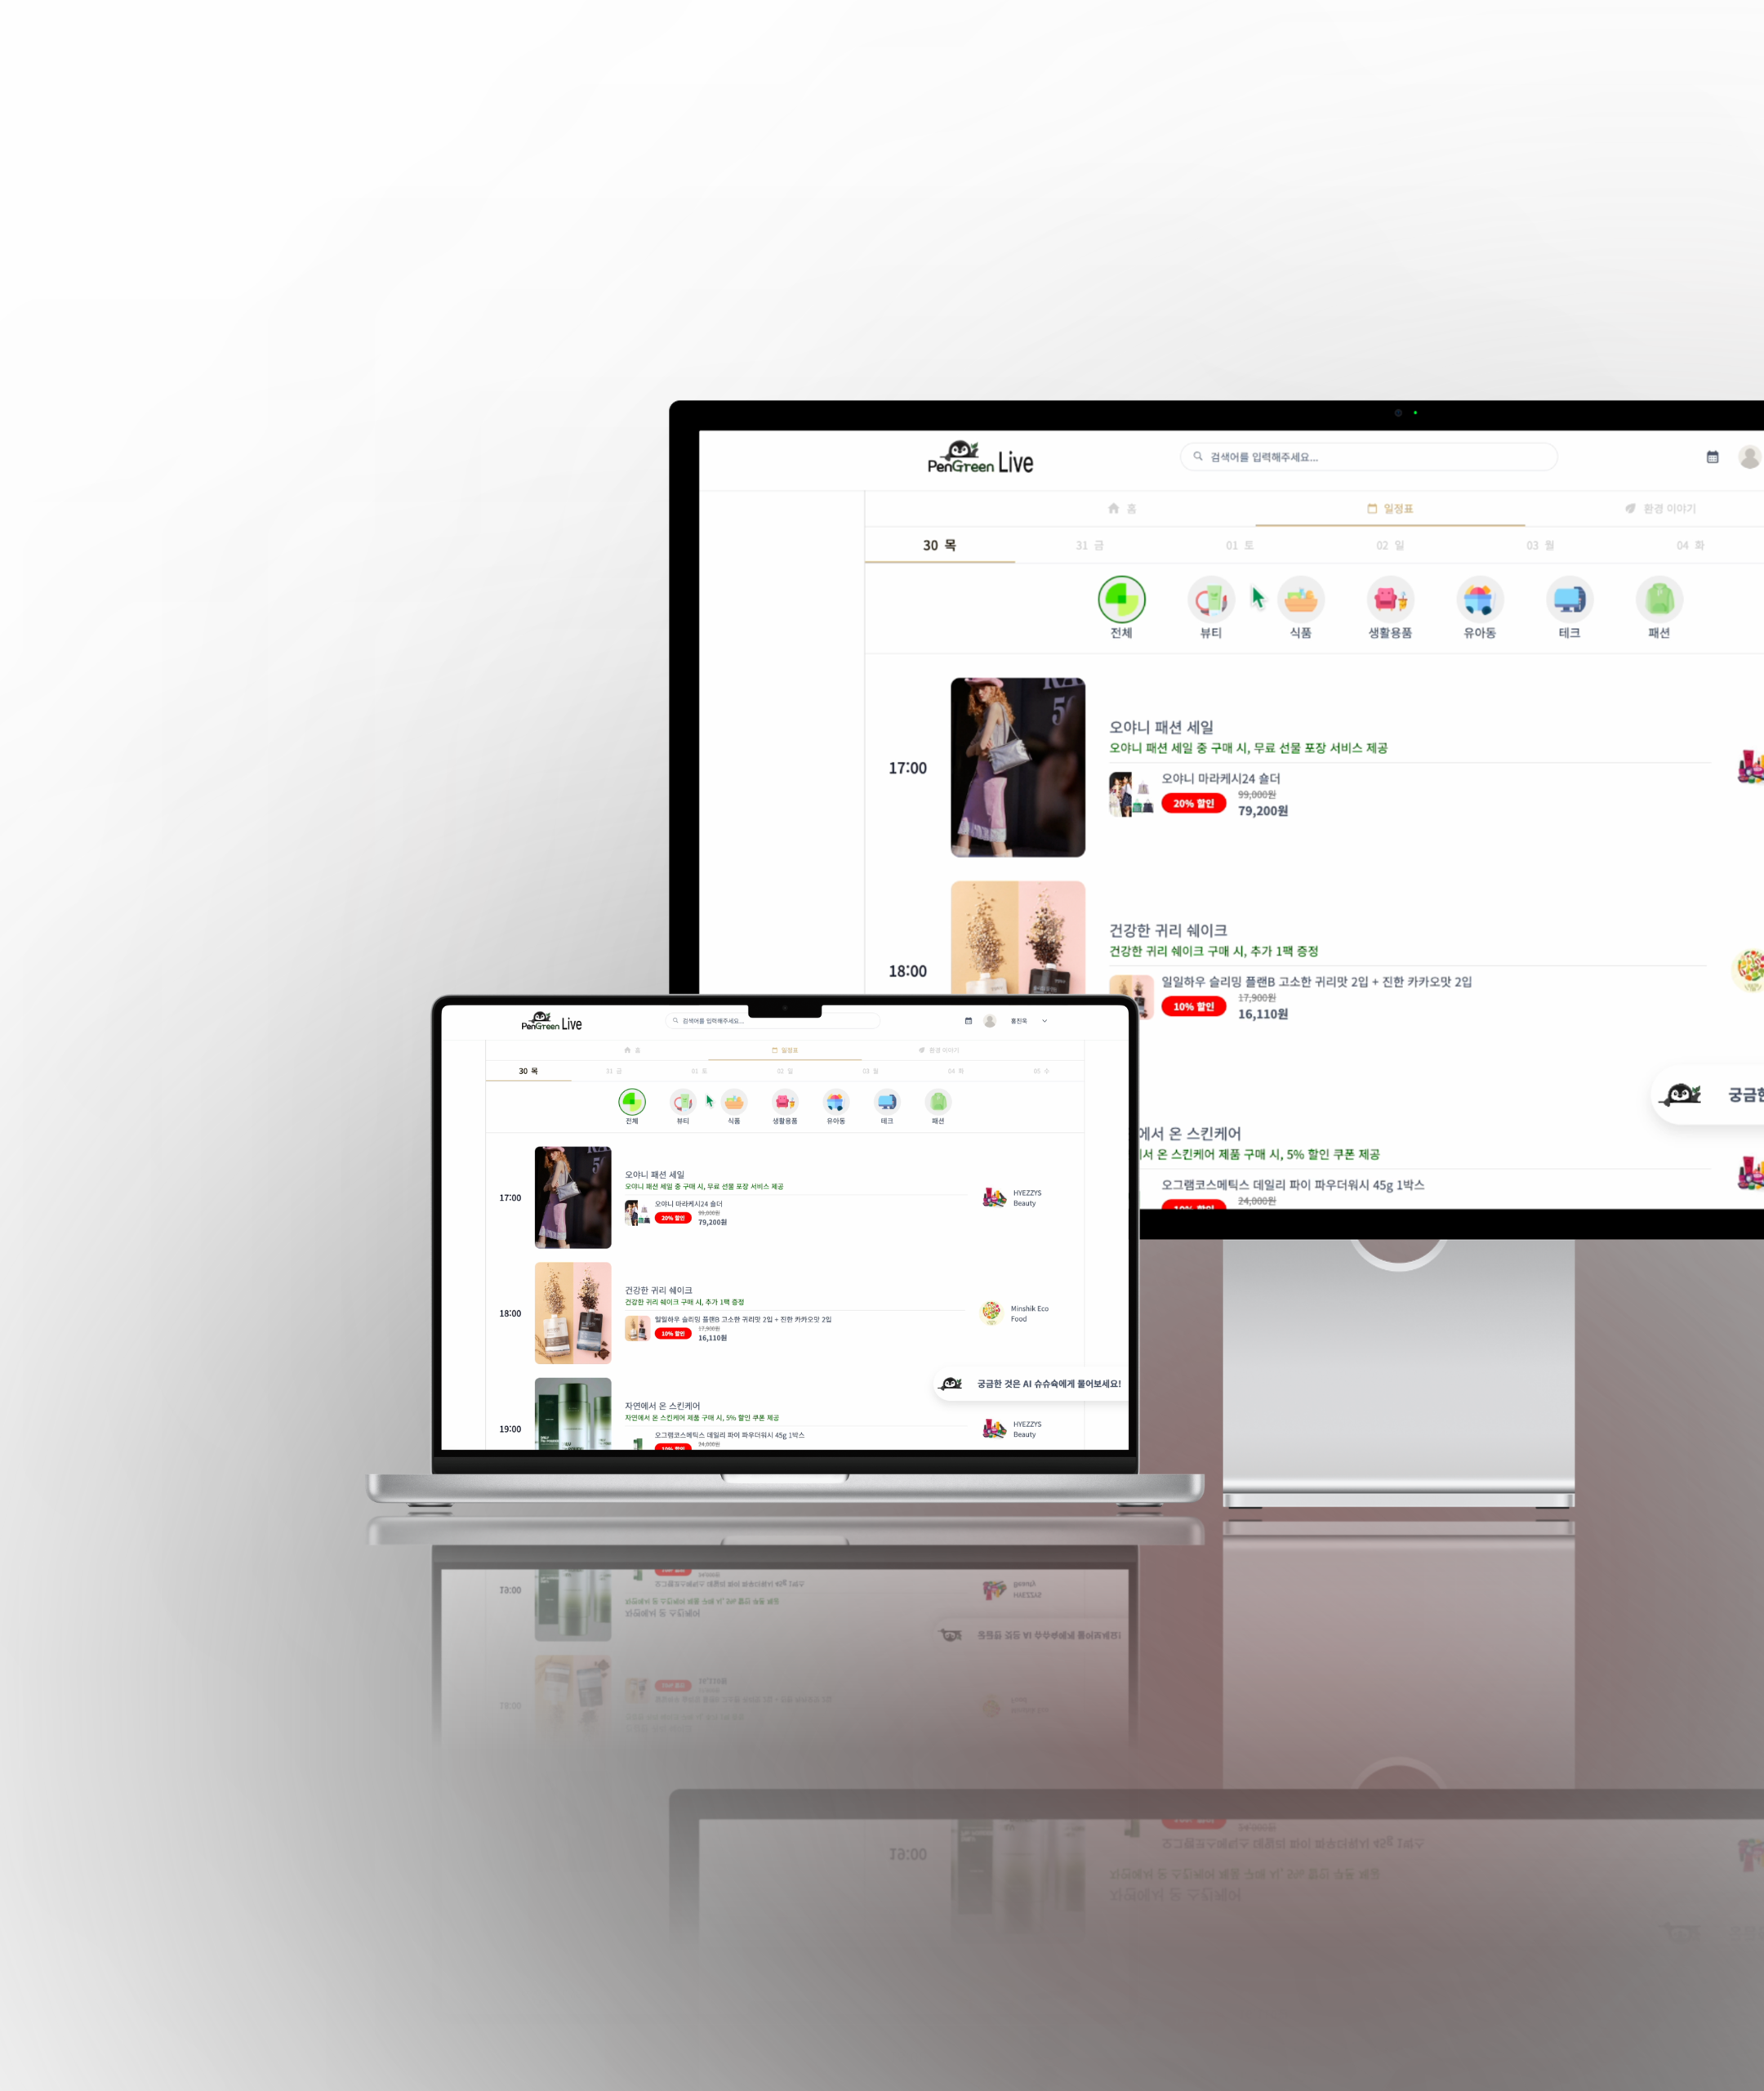 PenGreen Live
검색어를 입력해주세요...
홈
일정표
환경 이야기
30 목
31 금
01 토
02 일
03 월
04 화
전체
뷰티
식품
생활용품
유아동
테크
패션
17:00
오야니 패션 세일
오야니 패션 세일 중 구매 시, 무료 선물 포장 서비스 제공
오야니 마라케시24 숄더
20% 할인
99,000원
79,200원
18:00
건강한 귀리 쉐이크
건강한 귀리 쉐이크 구매 시, 추가 1팩 증정
일일하우 슬리밍 플랜B 고소한 귀리맛 2입 + 진한 카카오맛 2입
10% 할인
17,900원
16,110원
궁금한
에서 온 스킨케어
서 온 스킨케어 제품 구매 시, 5% 할인 쿠폰 제공
오그램코스메틱스 데일리 파이 파우더워시 45g 1박스
10% 할인
24,000원
PenGreen Live
검색어를 입력해주세요...
홍진욱
홈
일정표
환경 이야기
30 목
31 금
01 토
02 일
03 월
04 화
05 수
전체
뷰티
식품
생활용품
유아동
테크
패션
17:00
오야니 패션 세일
오야니 패션 세일 중 구매 시, 무료 선물 포장 서비스 제공
오야니 마라케시24 숄더
20% 할인
99,000원
79,200원
HYEZZYS
Beauty
18:00
건강한 귀리 쉐이크
건강한 귀리 쉐이크 구매 시, 추가 1팩 증정
일일하우 슬리밍 플랜B 고소한 귀리맛 2입 + 진한 카카오맛 2입
10% 할인
17,900원
16,110원
Minshik Eco
Food
궁금한 것은 AI 슈슈슉에게 물어보세요!
19:00
자연에서 온 스킨케어
자연에서 온 스킨케어 제품 구매 시, 5% 할인 쿠폰 제공
오그램코스메틱스 데일리 파이 파우더워시 45g 1박스
10% 할인
24,000원
HYEZZYS
Beauty